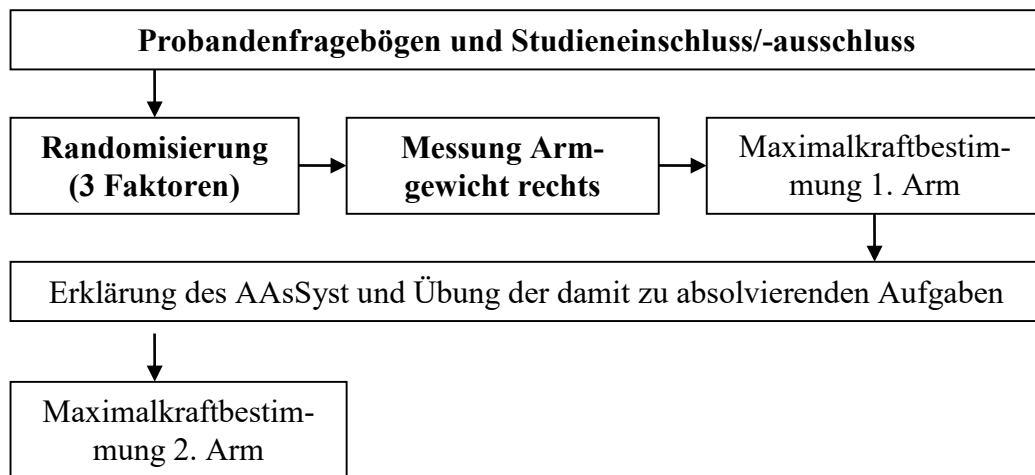 Probandenfragebögen und Studieneinschluss/-ausschluss
Randomisierung
(3 Faktoren)
Messung Arm-
gewicht rechts
Maximalkraftbestim-
mung 1. Arm
Erklärung des AAsSyst und Übung der damit zu absolvierenden Aufgaben
Maximalkraftbestim-
mung 2. Arm